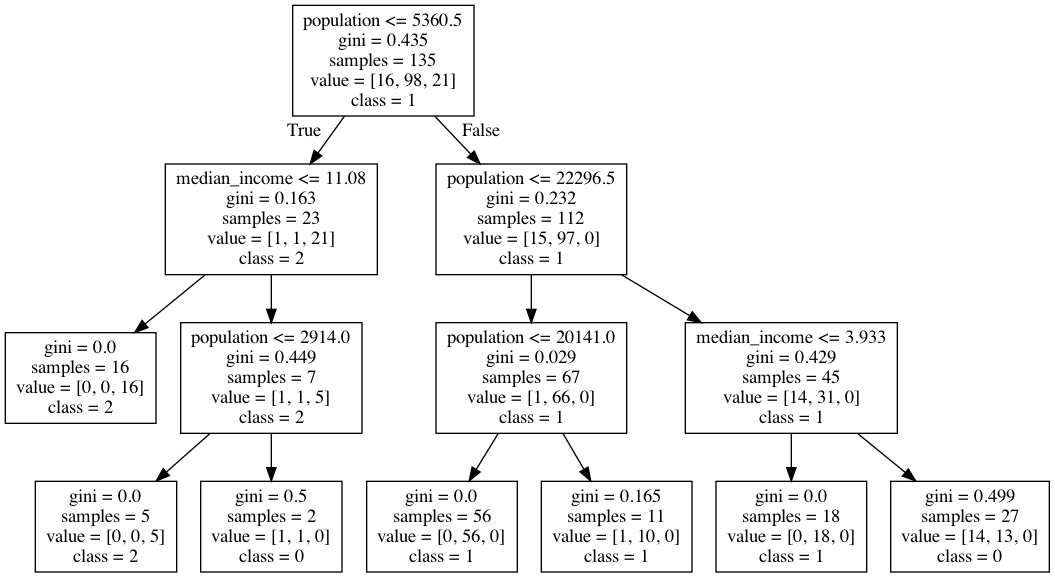 population <= 5360.5
gini = 0.435
samples = 135
value = [16, 98, 21]
class = 1
True
False
median_income <= 11.08
gini = 0.163
samples = 23
value = [1, 1, 21]
class = 2
population <= 22296.5
gini = 0.232
samples = 112
value = [15, 97, 0]
class = 1
gini = 0.0
samples = 16
value = [0, 0, 16]
class = 2
population <= 2914.0
gini = 0.449
samples = 7
value = [1, 1, 5]
class = 2
population <= 20141.0
gini = 0.029
samples = 67
value = [1, 66, 0]
class = 1
median_income <= 3.933
gini = 0.429
samples = 45
value = [14, 31, 0]
class = 1
gini = 0.0
samples = 5
value = [0, 0, 5]
class = 2
gini = 0.5
samples = 2
value = [1, 1, 0]
class = 0
gini = 0.0
samples = 56
value = [0, 56, 0]
class = 1
gini = 0.165
samples = 11
value = [1, 10, 0]
class = 1
gini = 0.0
samples = 18
value = [0, 18, 0]
class = 1
gini = 0.499
samples = 27
value = [14, 13, 0]
class = 0